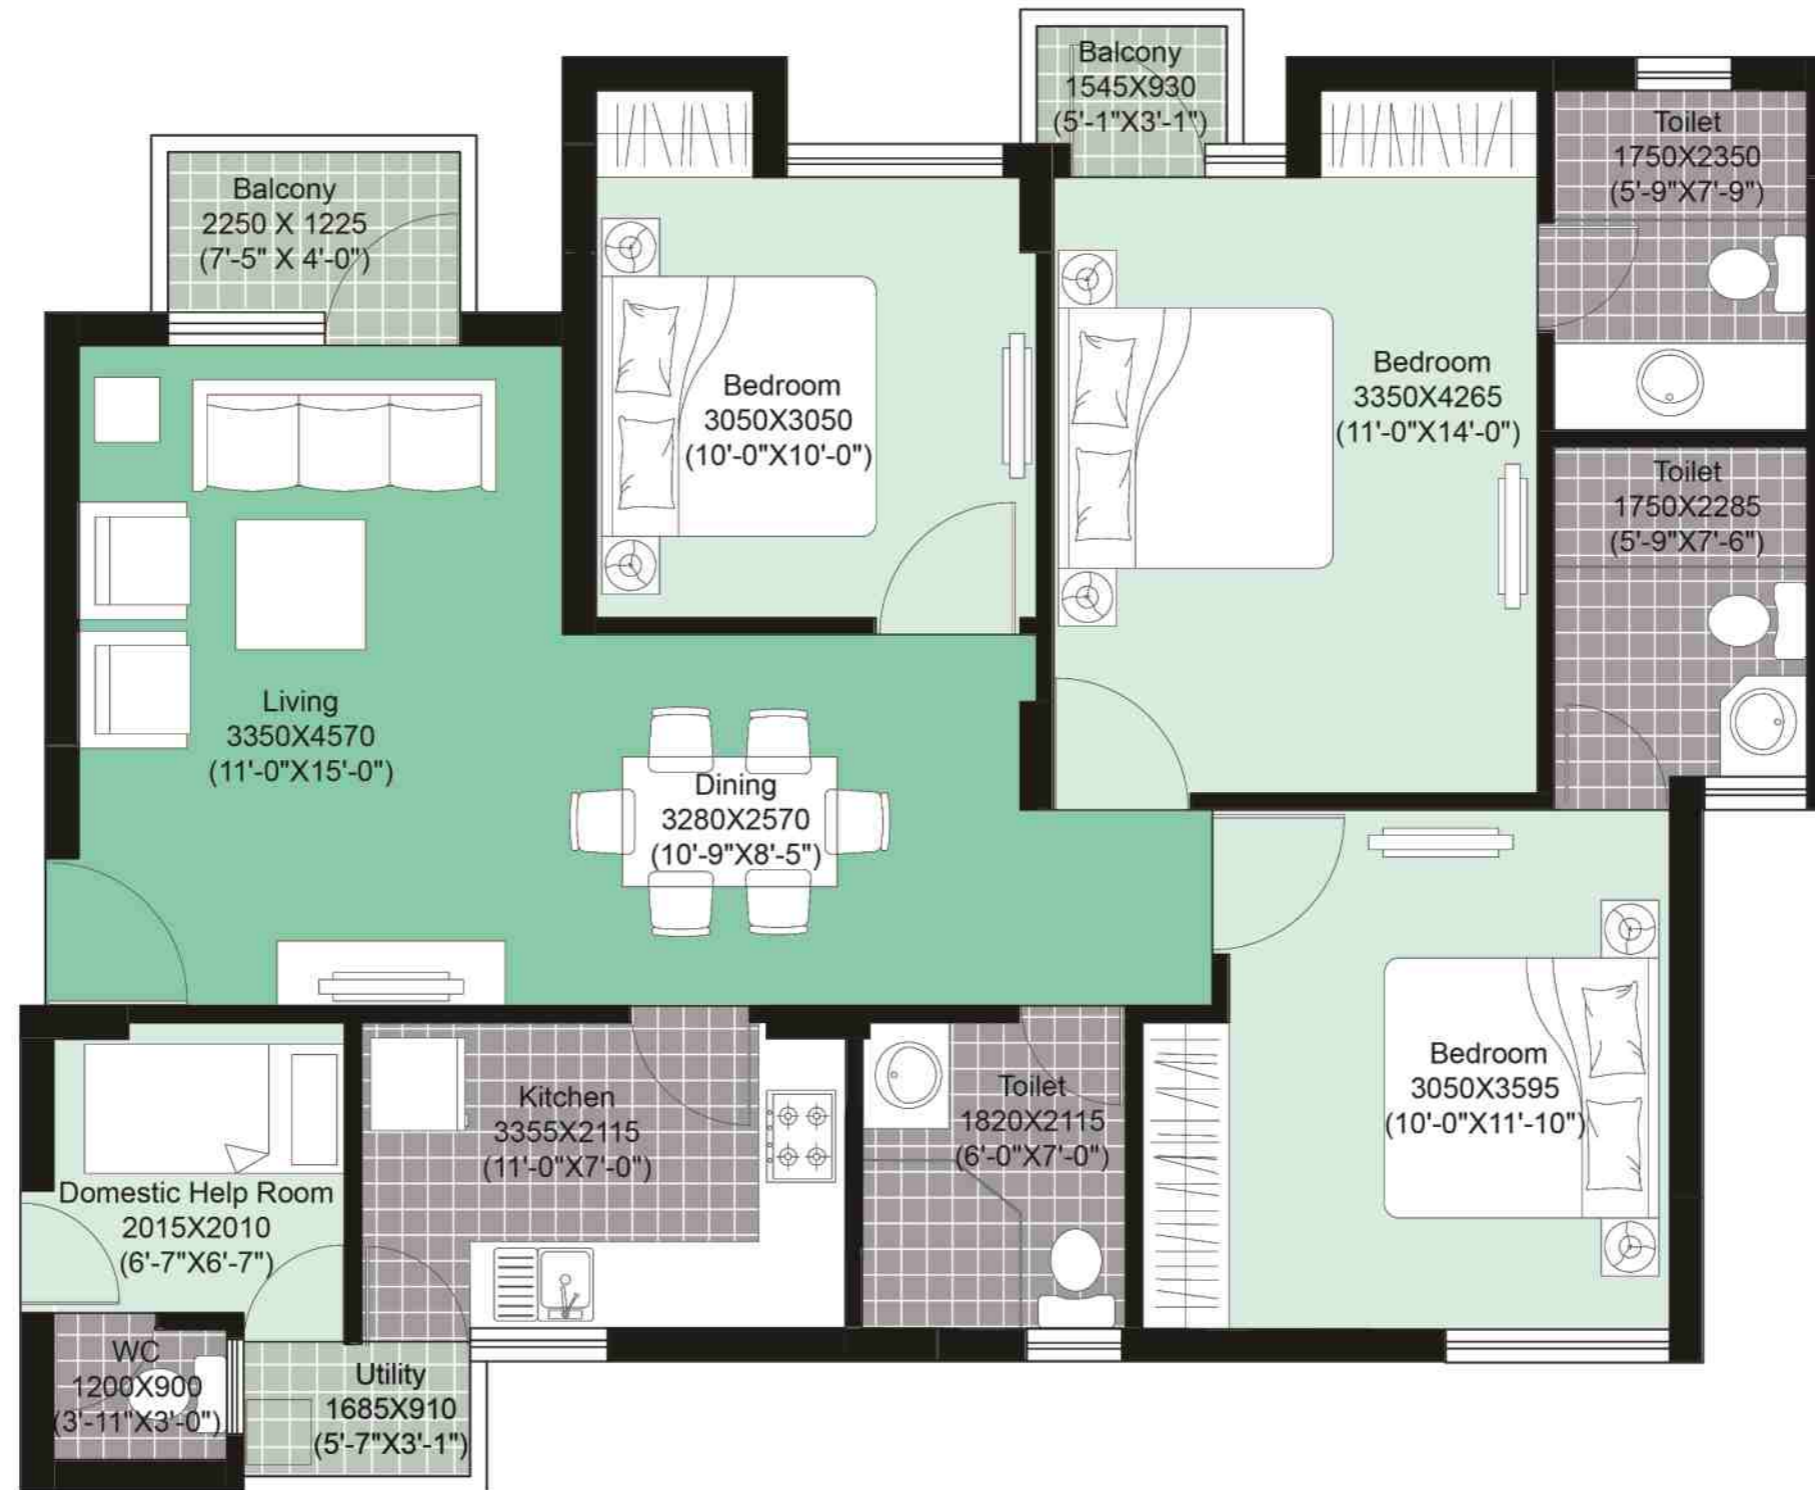 Balcony
1545X930
(5'-1"X3'-1")
Toilet
1750X2350
(5'-9"X7'-9")
Balcony
2250 X 1225
(7'-5" X 4'-0")
Bedroom
3050X3050
(10'-0"X10'-0")
Bedroom
3350X4265
(11'-0"X14'-0")
Toilet
1750X2285
(5'-9"X7'-6")
Living
3350X4570
(11'-0"X15'-0")
Dining
3280X2570
(10'-9"X8'-5")
Bedroom
3050X3595
(10'-0"X11'-10")
Kitchen
3355X2115
(11'-0"X7'-0")
Toilet
1820X2115
(6'-0"X7'-0")
Domestic Help Room
2015X2010
(6'-7"X6'-7")
WC
1200X900
(3'-11"X3'-0")
Utility
1685X910
(5'-7"X3'-1")